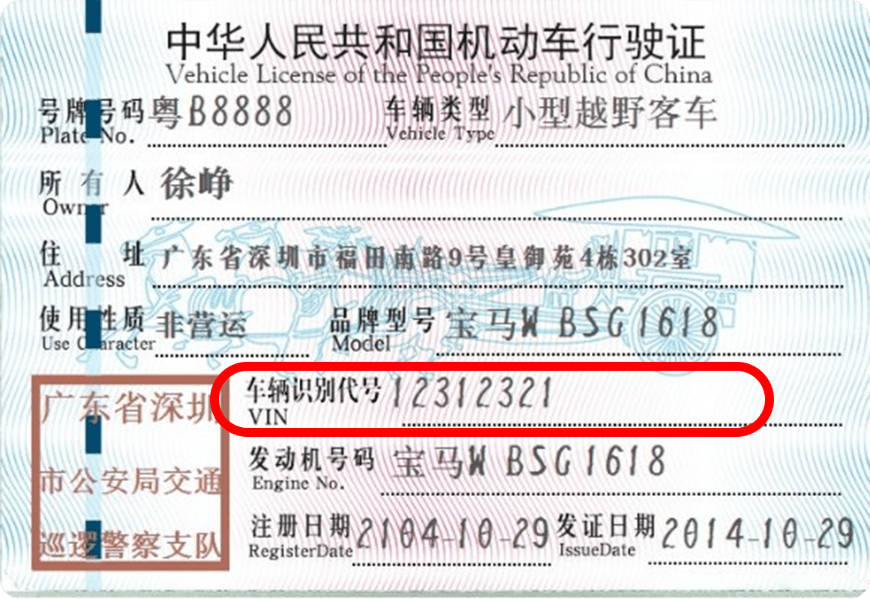 中华人民共和国机动车行驶证
Vehicle License of the People's Republic of China
号牌号码 粤B8888 车辆类型 小型越野客车
Plate No. Vehicle Type
所有人 徐峥
Owner
住址 广东省深圳市福田南路9号皇御苑4栋302室
Address
使用性质 非营运 品牌型号 宝马W BSG1618
Use Character Model
车辆识别代号 12312321
VIN
发动机号码 宝马W BSG1618
Engine No.
注册日期 2104-10-29 发证日期 2014-10-29
RegisterDate IssueDate
广东省深圳
市公安局交通
巡逻警察支队